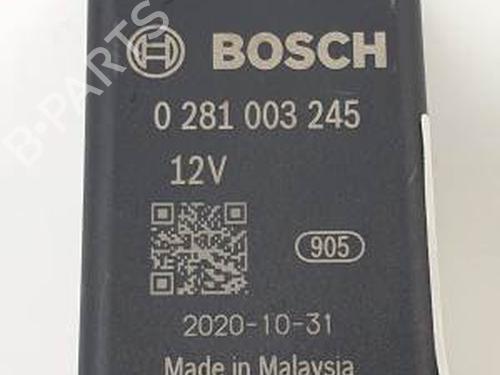 BOSCH
0 281 003 245
12V
905
2020-10-31
Made in Malaysia
B-PARTS